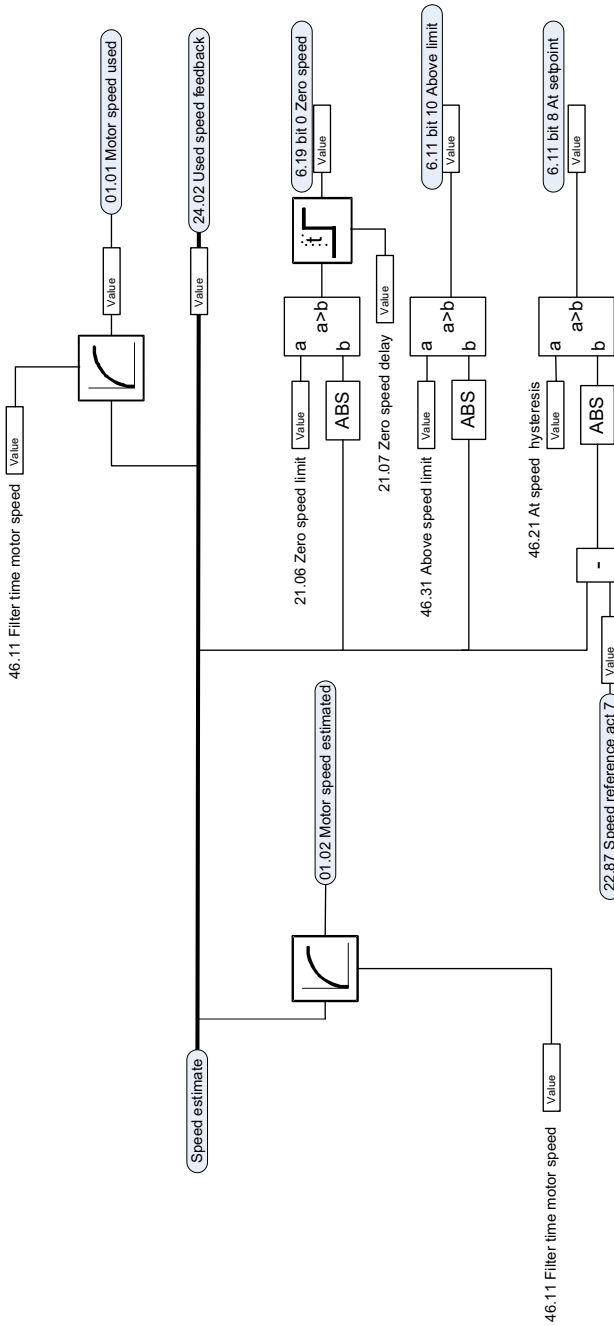 46.11 Filter time motor speed
Value
Value
01.01 Motor speed used
Speed estimate
Value
24.02 Used speed feedback
01.02 Motor speed estimated
21.06 Zero speed limit
Value
ABS
a
a>b
b
t
Value
6.19 bit 0 Zero speed
21.07 Zero speed delay
Value
46.31 Above speed limit
Value
ABS
a
a>b
b
Value
6.11 bit 10 Above limit
46.21 At speed hysteresis
Value
-
ABS
a
a>b
b
Value
6.11 bit 8 At setpoint
46.11 Filter time motor speed
Value
22.87 Speed reference act 7
Value